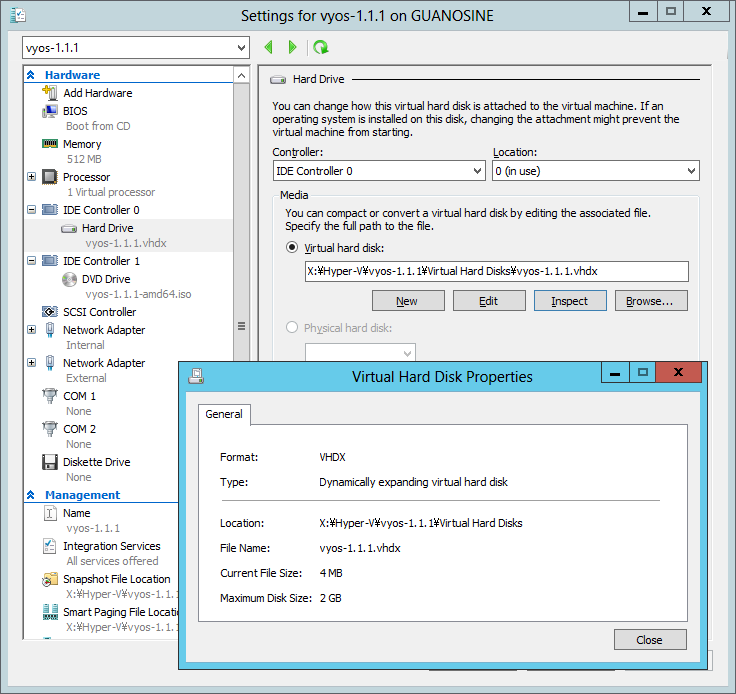 Settings for vyos-1.1.1 on GUANOSINE
vyos-1.1.1
Hardware
Add Hardware
BIOS
Boot from CD
Memory
512 MB
Processor
1 Virtual processor
IDE Controller 0
Hard Drive
vyos-1.1.1.vhdx
IDE Controller 1
DVD Drive
vyos-1.1.1-amd64.iso
SCSI Controller
Network Adapter
Internal
Network Adapter
External
COM 1
None
COM 2
None
Diskette Drive
None
Management
Name
vyos-1.1.1
Integration Services
All services offered
Snapshot File Location
X:¥Hyper-V¥vyos-1.1.1
Smart Paging File Locatio
X:¥Hyper-V¥vyos-1.1.1
Hard Drive
You can change how this virtual hard disk is attached to the virtual machine. If an
operating system is installed on this disk, changing the attachment might prevent the
virtual machine from starting.
Controller:
Location:
IDE Controller 0
0 (in use)
Media
You can compact or convert a virtual hard disk by editing the associated file.
Specify the full path to the file.
Virtual hard disk:
X:¥Hyper-V¥vyos-1.1.1¥Virtual Hard Disks¥vyos-1.1.1.vhdx
New
Edit
Inspect
Browse...
Physical hard disk:
Virtual Hard Disk Properties
General
Format: VHDX
Type: Dynamically expanding virtual hard disk
Location: X:¥Hyper-V¥vyos-1.1.1¥Virtual Hard Disks
File Name: vyos-1.1.1.vhdx
Current File Size: 4 MB
Maximum Disk Size: 2 GB
Close